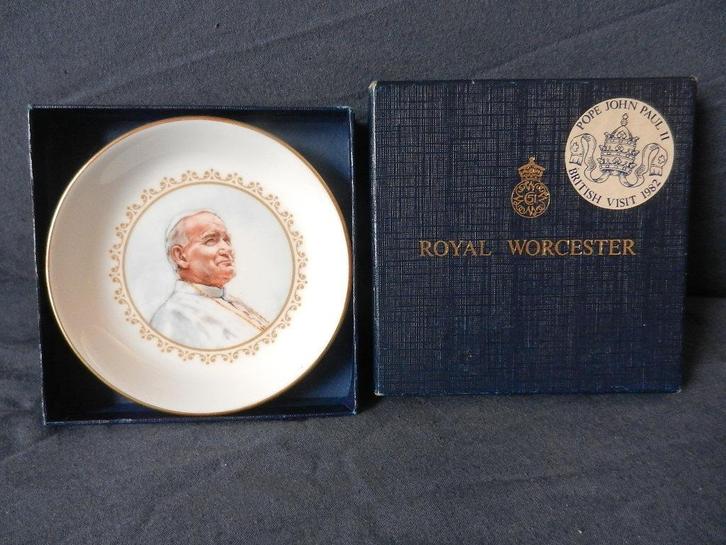 POPE JOHN PAUL II
BRITISH VISIT 1982
ROYAL WORCESTER